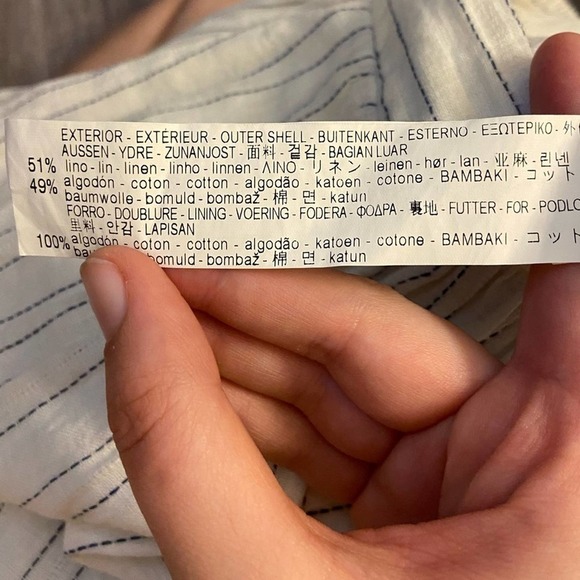 EXTERIOR - EXTÉRIEUR - OUTER SHELL - BUITENKANT - ESTERNO - ΕΞΩΤΕΡΙΚΟ - 外
AUSSEN - YDRE - ZUNANJOST - 面料 - 겉감 - BAGIAN LUAR
51% lino - lin - linen - linho - linnen - ΛΙΝΟ - リネン - leinen - hør - lan - 亚麻 - 린넨
49% algodón - coton - cotton - algodão - katoen - cotone - BAMBAKI - コット
baumwolle - bomuld - bombaž - 棉 - 면 - katun
FORRO - DOUBLURE - LINING - VOERING - FODERA - ΦΟΔΡΑ - 裏地 - FUTTER - FOR - PODLO
里料 - 안감 - LAPISAN
100% algodón - coton - cotton - algodão - katoen - cotone - BAMBAKI - コット
bomuld - bombaž - 棉 - 면 - katun